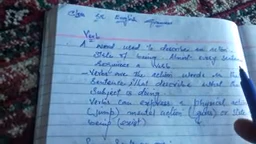 Class 5th English grammar
Verb
A word used to describe an action
State of being Almost every sentence
requires a Verb
- Verbs are the action words in the
Sentence that describe what the
Subject is doing
Verbs can express a physical action
(jump) mental action (guess) or State
being (exist)